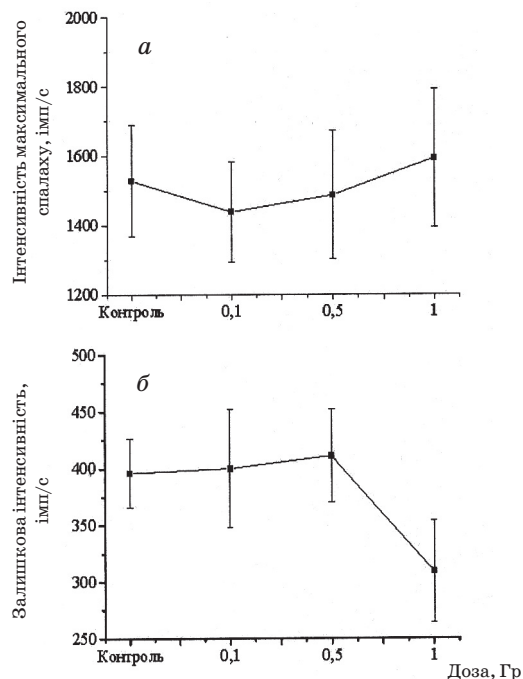 а
Інтенсивність максимального
спалаху, імп/с
2000
1800
1600
1400
1200
Контроль 0,1 0,5 1
б
Залишкова інтенсивність,
імп/с
500
450
400
350
300
250
Контроль 0,1 0,5 1
Доза, Гр